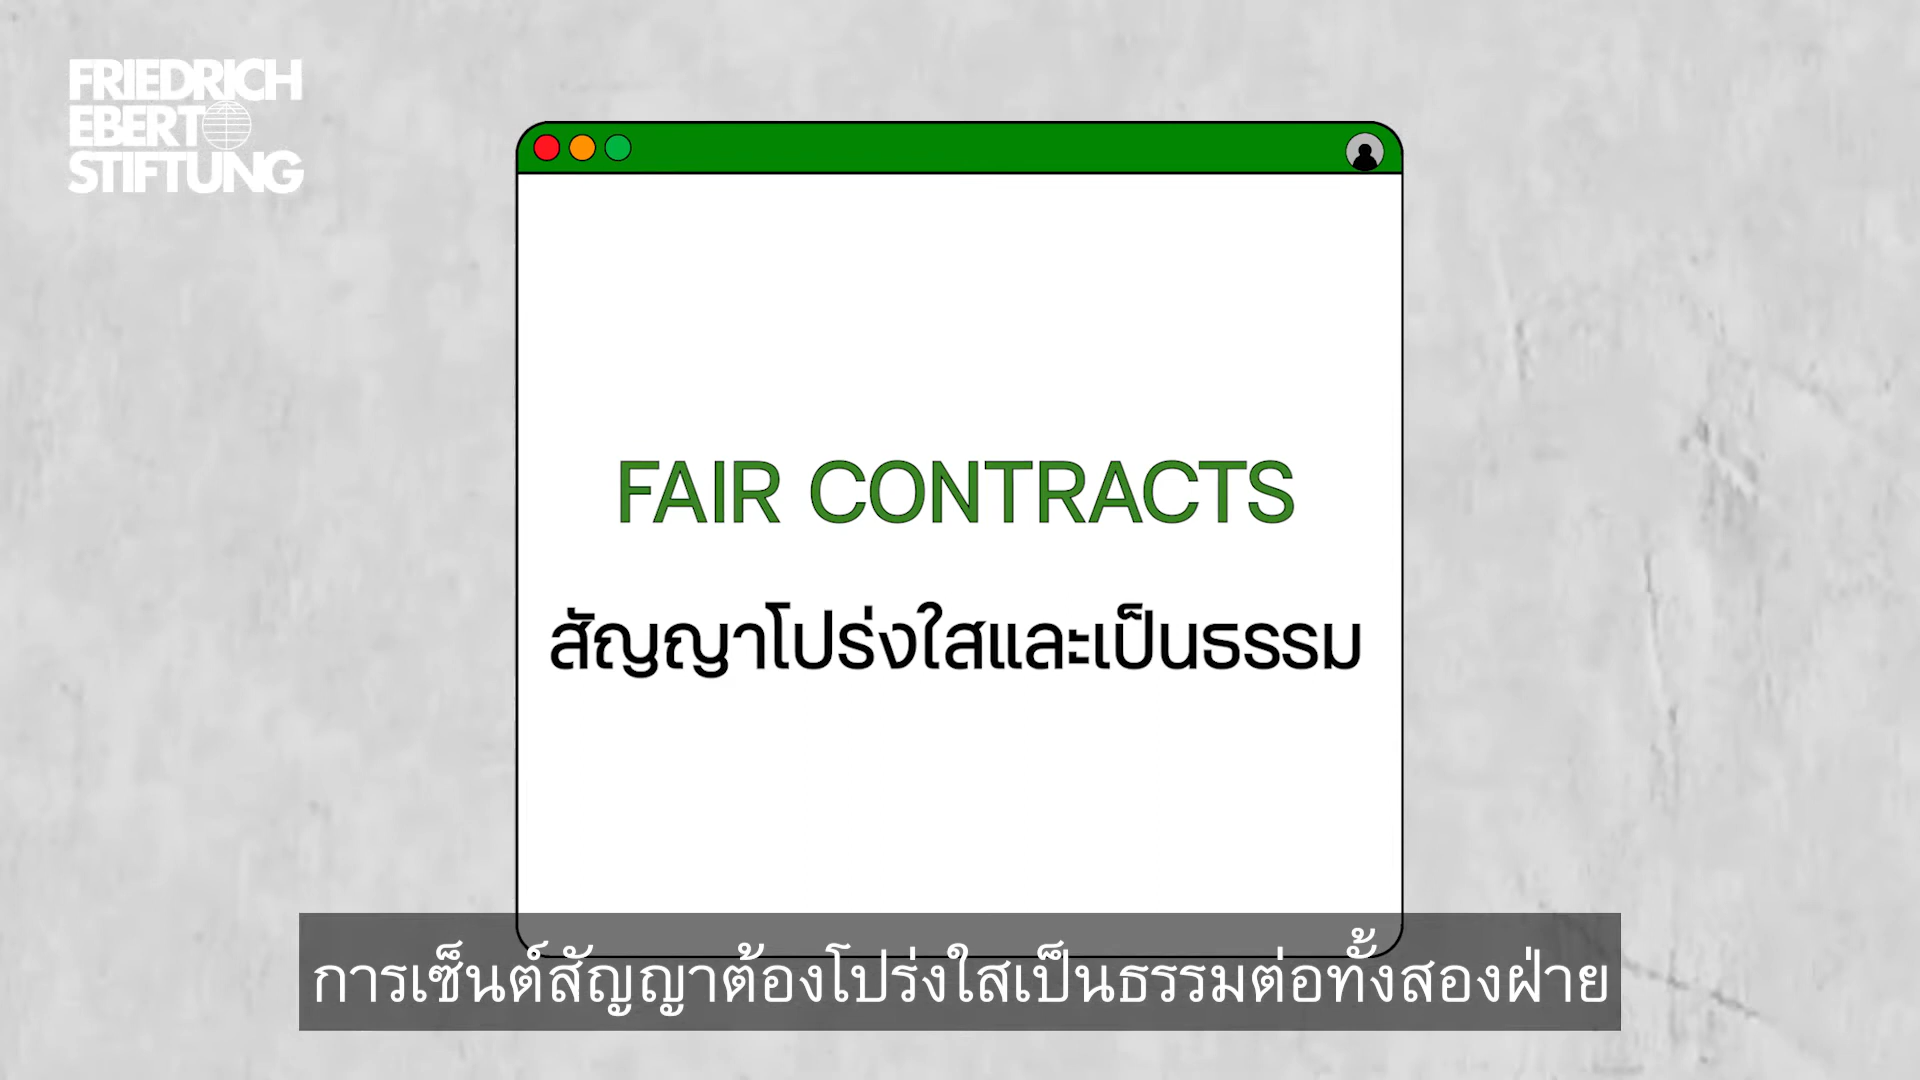 FRIEDRICH
EBERT
STIFTUNG
FAIR CONTRACTS
สัญญาโปร่งใสและเป็นธรรม
การเซ็นต์สัญญาต้องโปร่งใสเป็นธรรมต่อทั้งสองฝ่าย